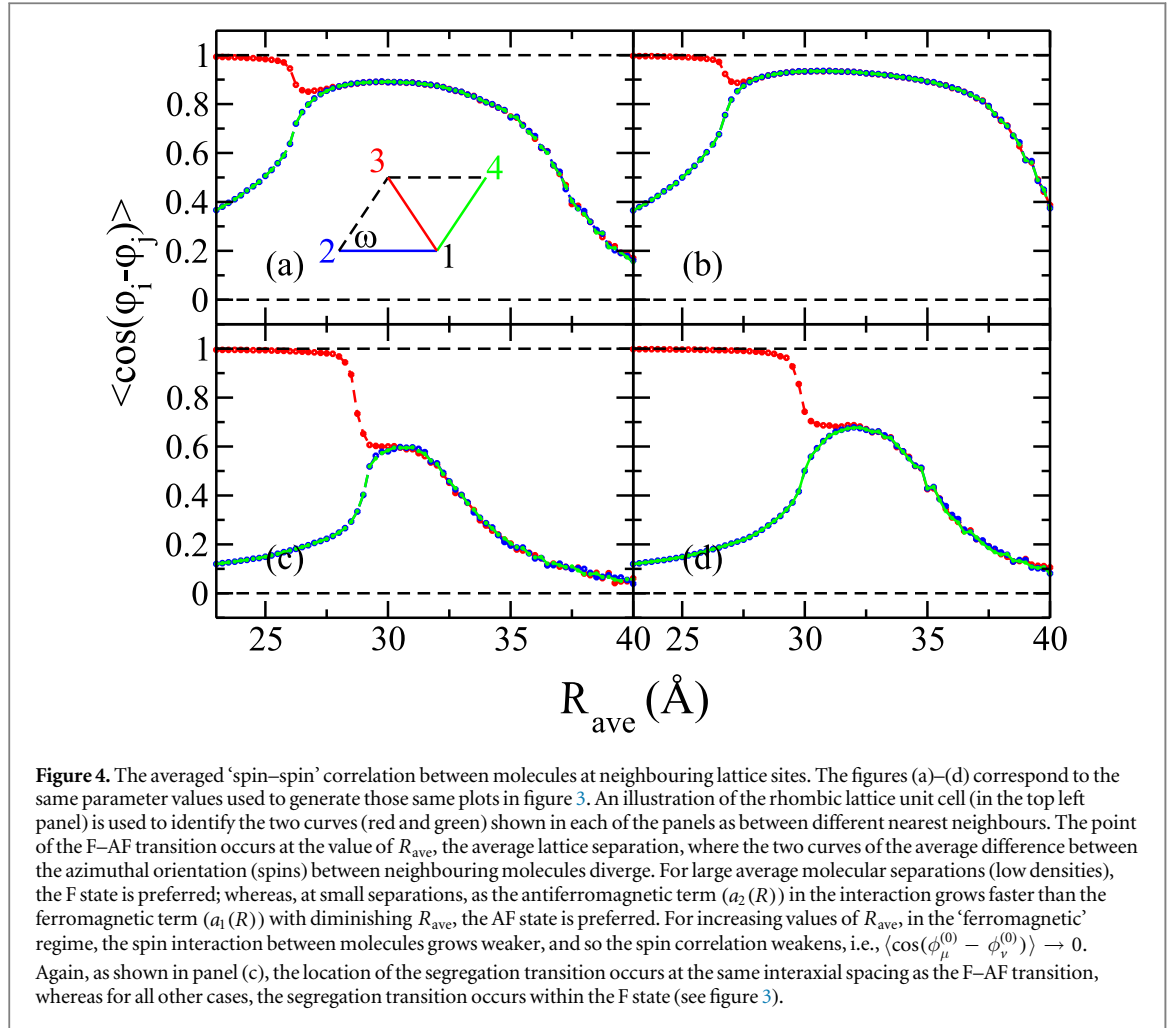 1
0.8
0.6
0.4
0.2
0
3
4
2
ω
1
(a)
(b)
<cos(φi-φj)>
1
0.8
0.6
0.4
0.2
0
(c)
(d)
25
30
35
40
25
30
35
40
Rave (Å)
Figure 4. The averaged ‘spin–spin’ correlation between molecules at neighbouring lattice sites. The figures (a)–(d) correspond to the
same parameter values used to generate those same plots in figure 3. An illustration of the rhombic lattice unit cell (in the top left
panel) is used to identify the two curves (red and green) shown in each of the panels as between different nearest neighbours. The point
of the F–AF transition occurs at the value of Rave, the average lattice separation, where the two curves of the average difference between
the azimuthal orientation (spins) between neighbouring molecules diverge. For large average molecular separations (low densities),
the F state is preferred; whereas, at small separations, as the antiferromagnetic term (a2(R)) in the interaction grows faster than the
ferromagnetic term (a1(R)) with diminishing Rave, the AF state is preferred. For increasing values of Rave, in the ‘ferromagnetic’
regime, the spin interaction between molecules grows weaker, and so the spin correlation weakens, i.e., ⟨cos(ϕμ(0) − ϕν(0))⟩ → 0.
Again, as shown in panel (c), the location of the segregation transition occurs at the same interaxial spacing as the F–AF transition,
whereas for all other cases, the segregation transition occurs within the F state (see figure 3).